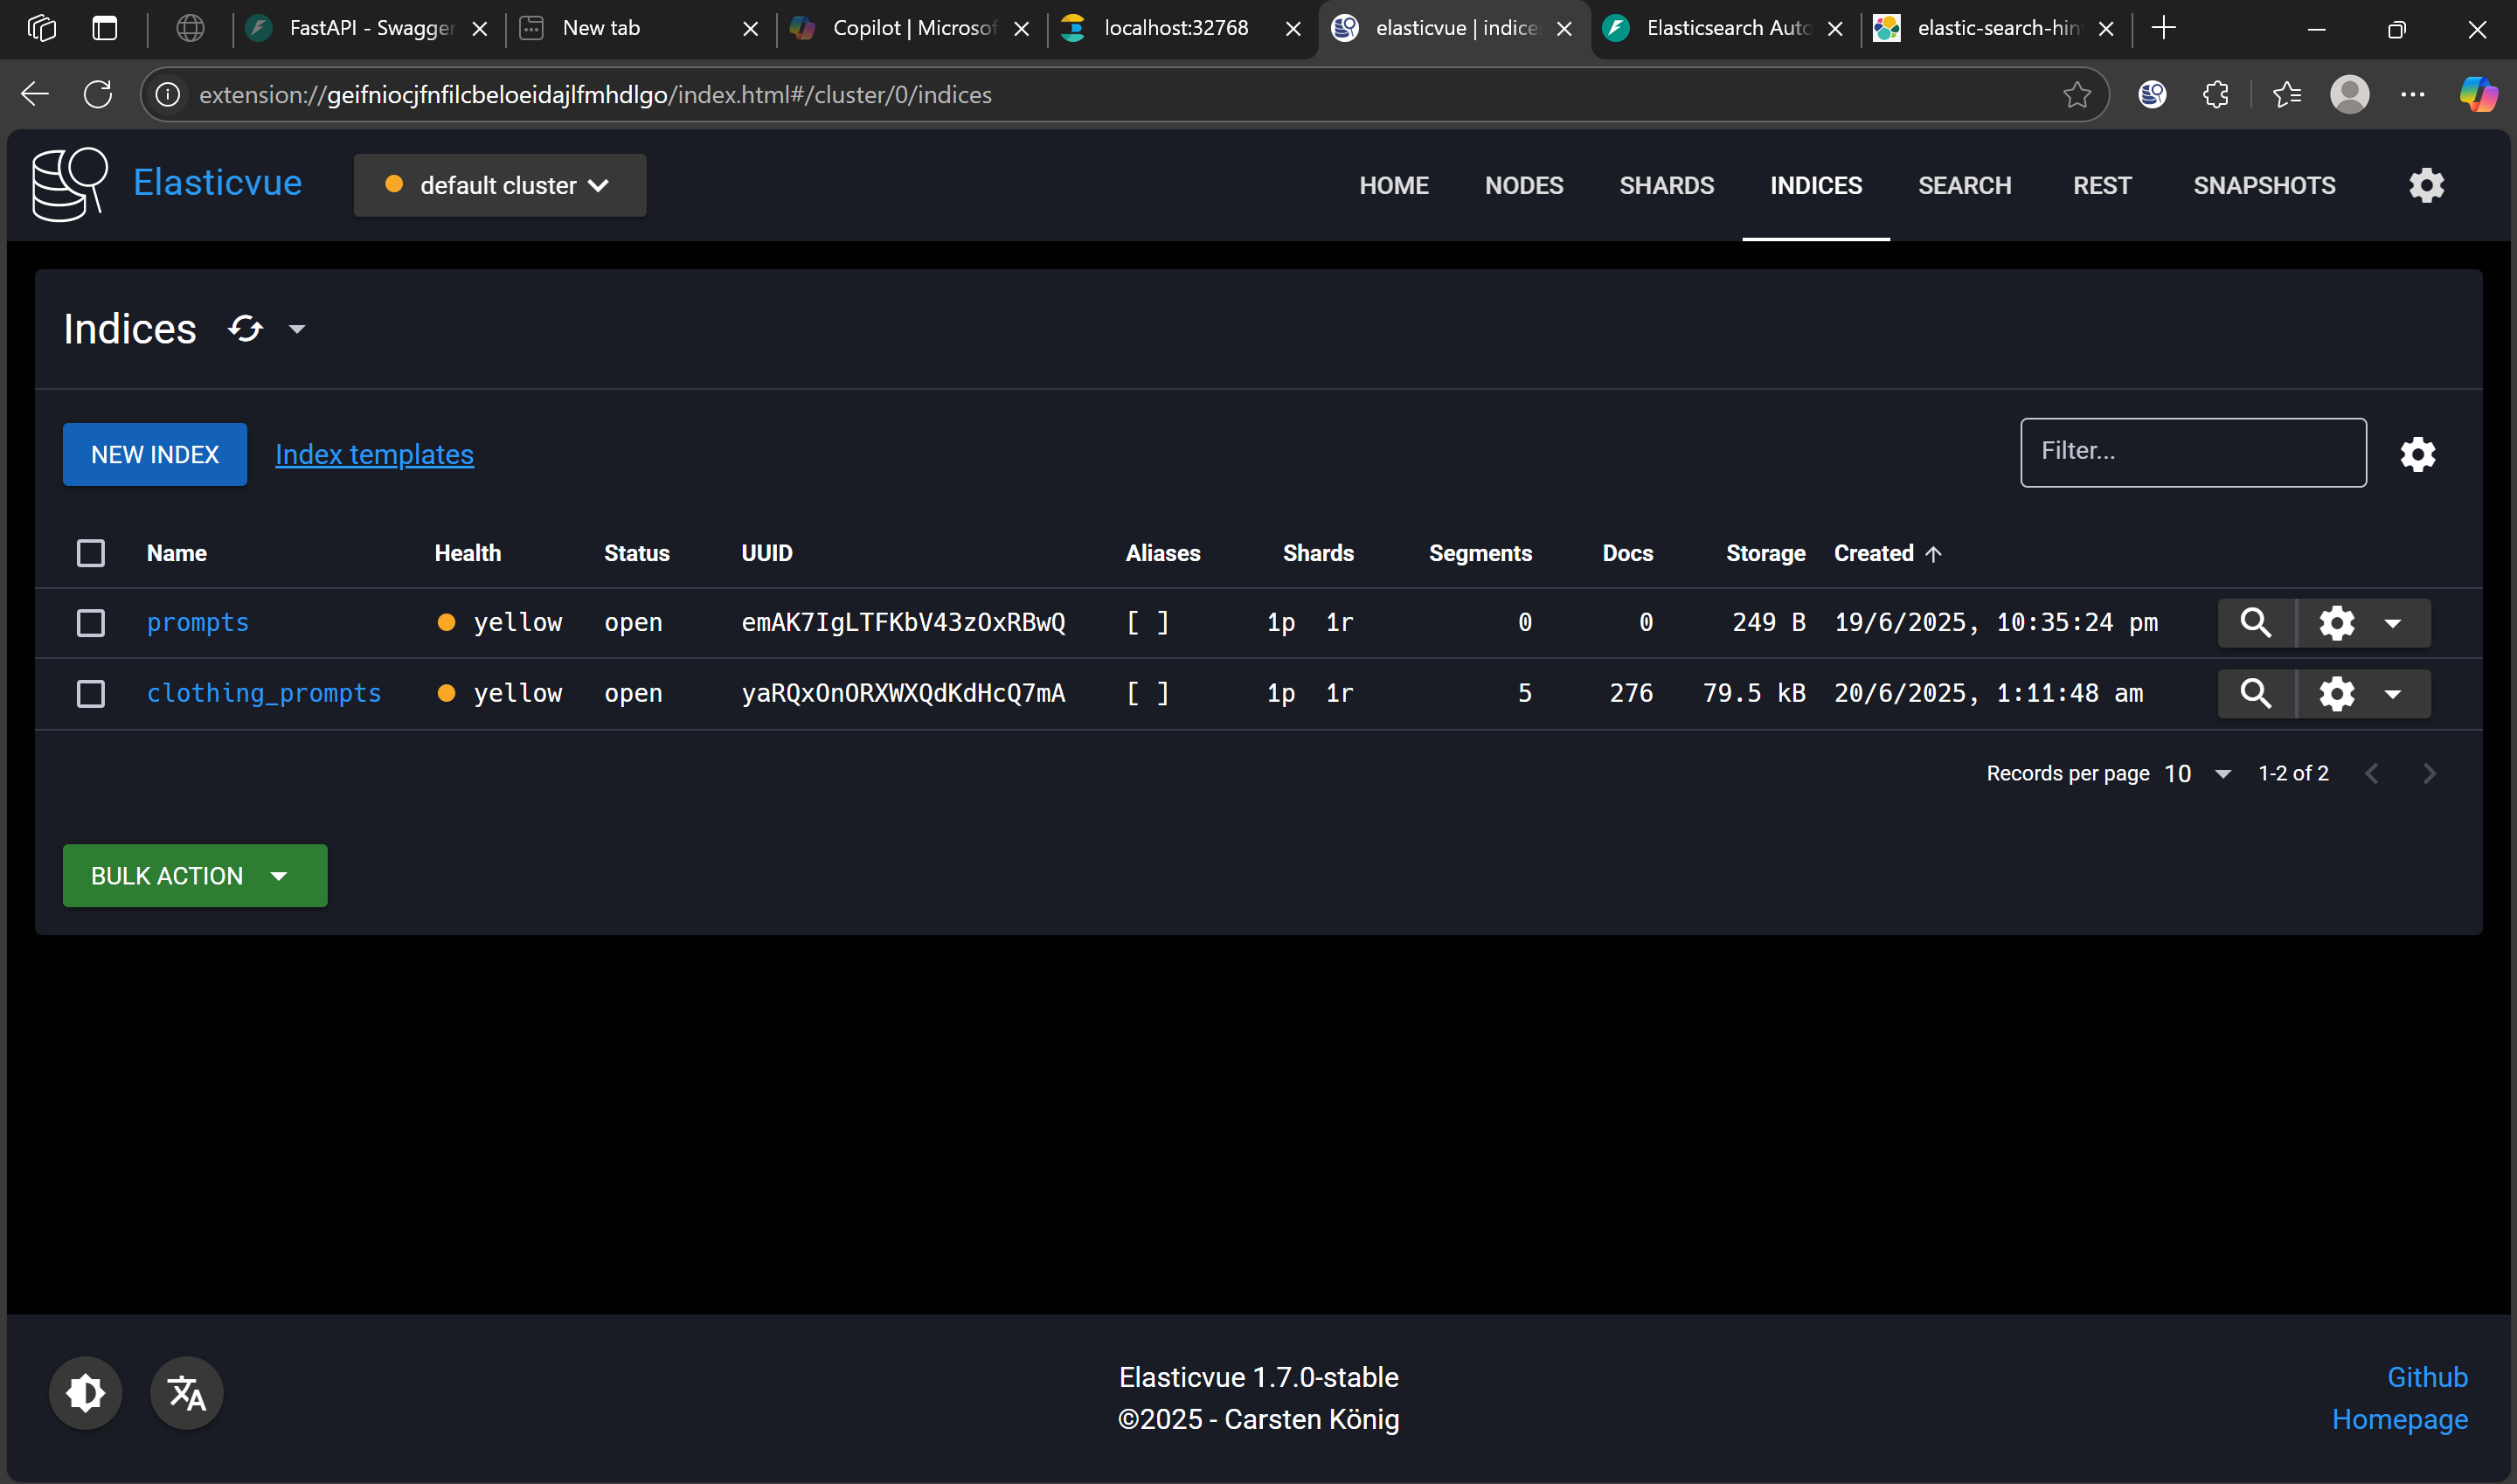 FastAPI - Swagger New tab Copilot | Microsof localhost:32768 elasticvue | indice Elasticsearch Auto elastic-search-hin
extension://geifniocjfnfilcbeloeidajlfmhdlgo/index.html#/cluster/0/indices
Elasticvue default cluster HOME NODES SHARDS INDICES SEARCH REST SNAPSHOTS
Indices
NEW INDEX Index templates Filter...
Name Health Status UUID Aliases Shards Segments Docs Storage Created
prompts yellow open emAK7IgLTFKbV43zOxRBwQ [ ] 1p 1r 0 0 249 B 19/6/2025, 10:35:24 pm
clothing_prompts yellow open yaRQxOnORXWXQdKdHcQ7mA [ ] 1p 1r 5 276 79.5 kB 20/6/2025, 1:11:48 am
Records per page 10 1-2 of 2
BULK ACTION
Elasticvue 1.7.0-stable Github
©2025 - Carsten König Homepage